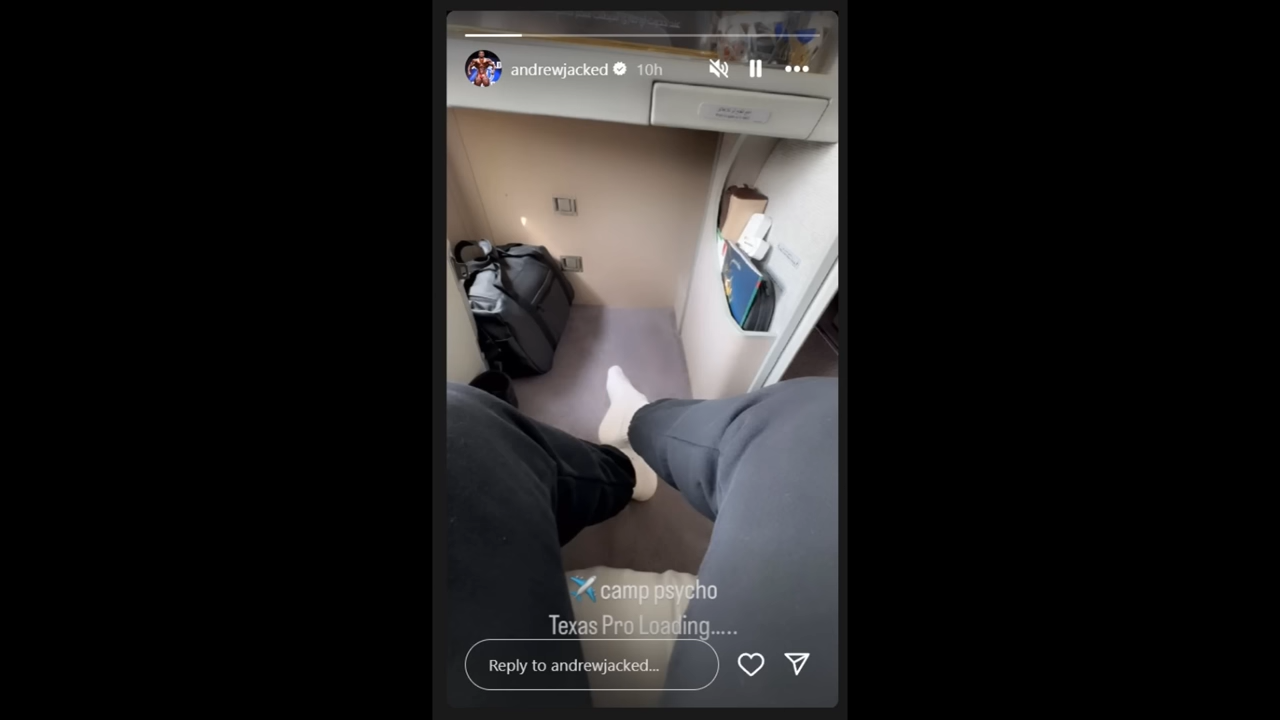 andrewjacked 10h
✈️ camp psycho
Texas Pro Loading.....
Reply to andrewjacked...